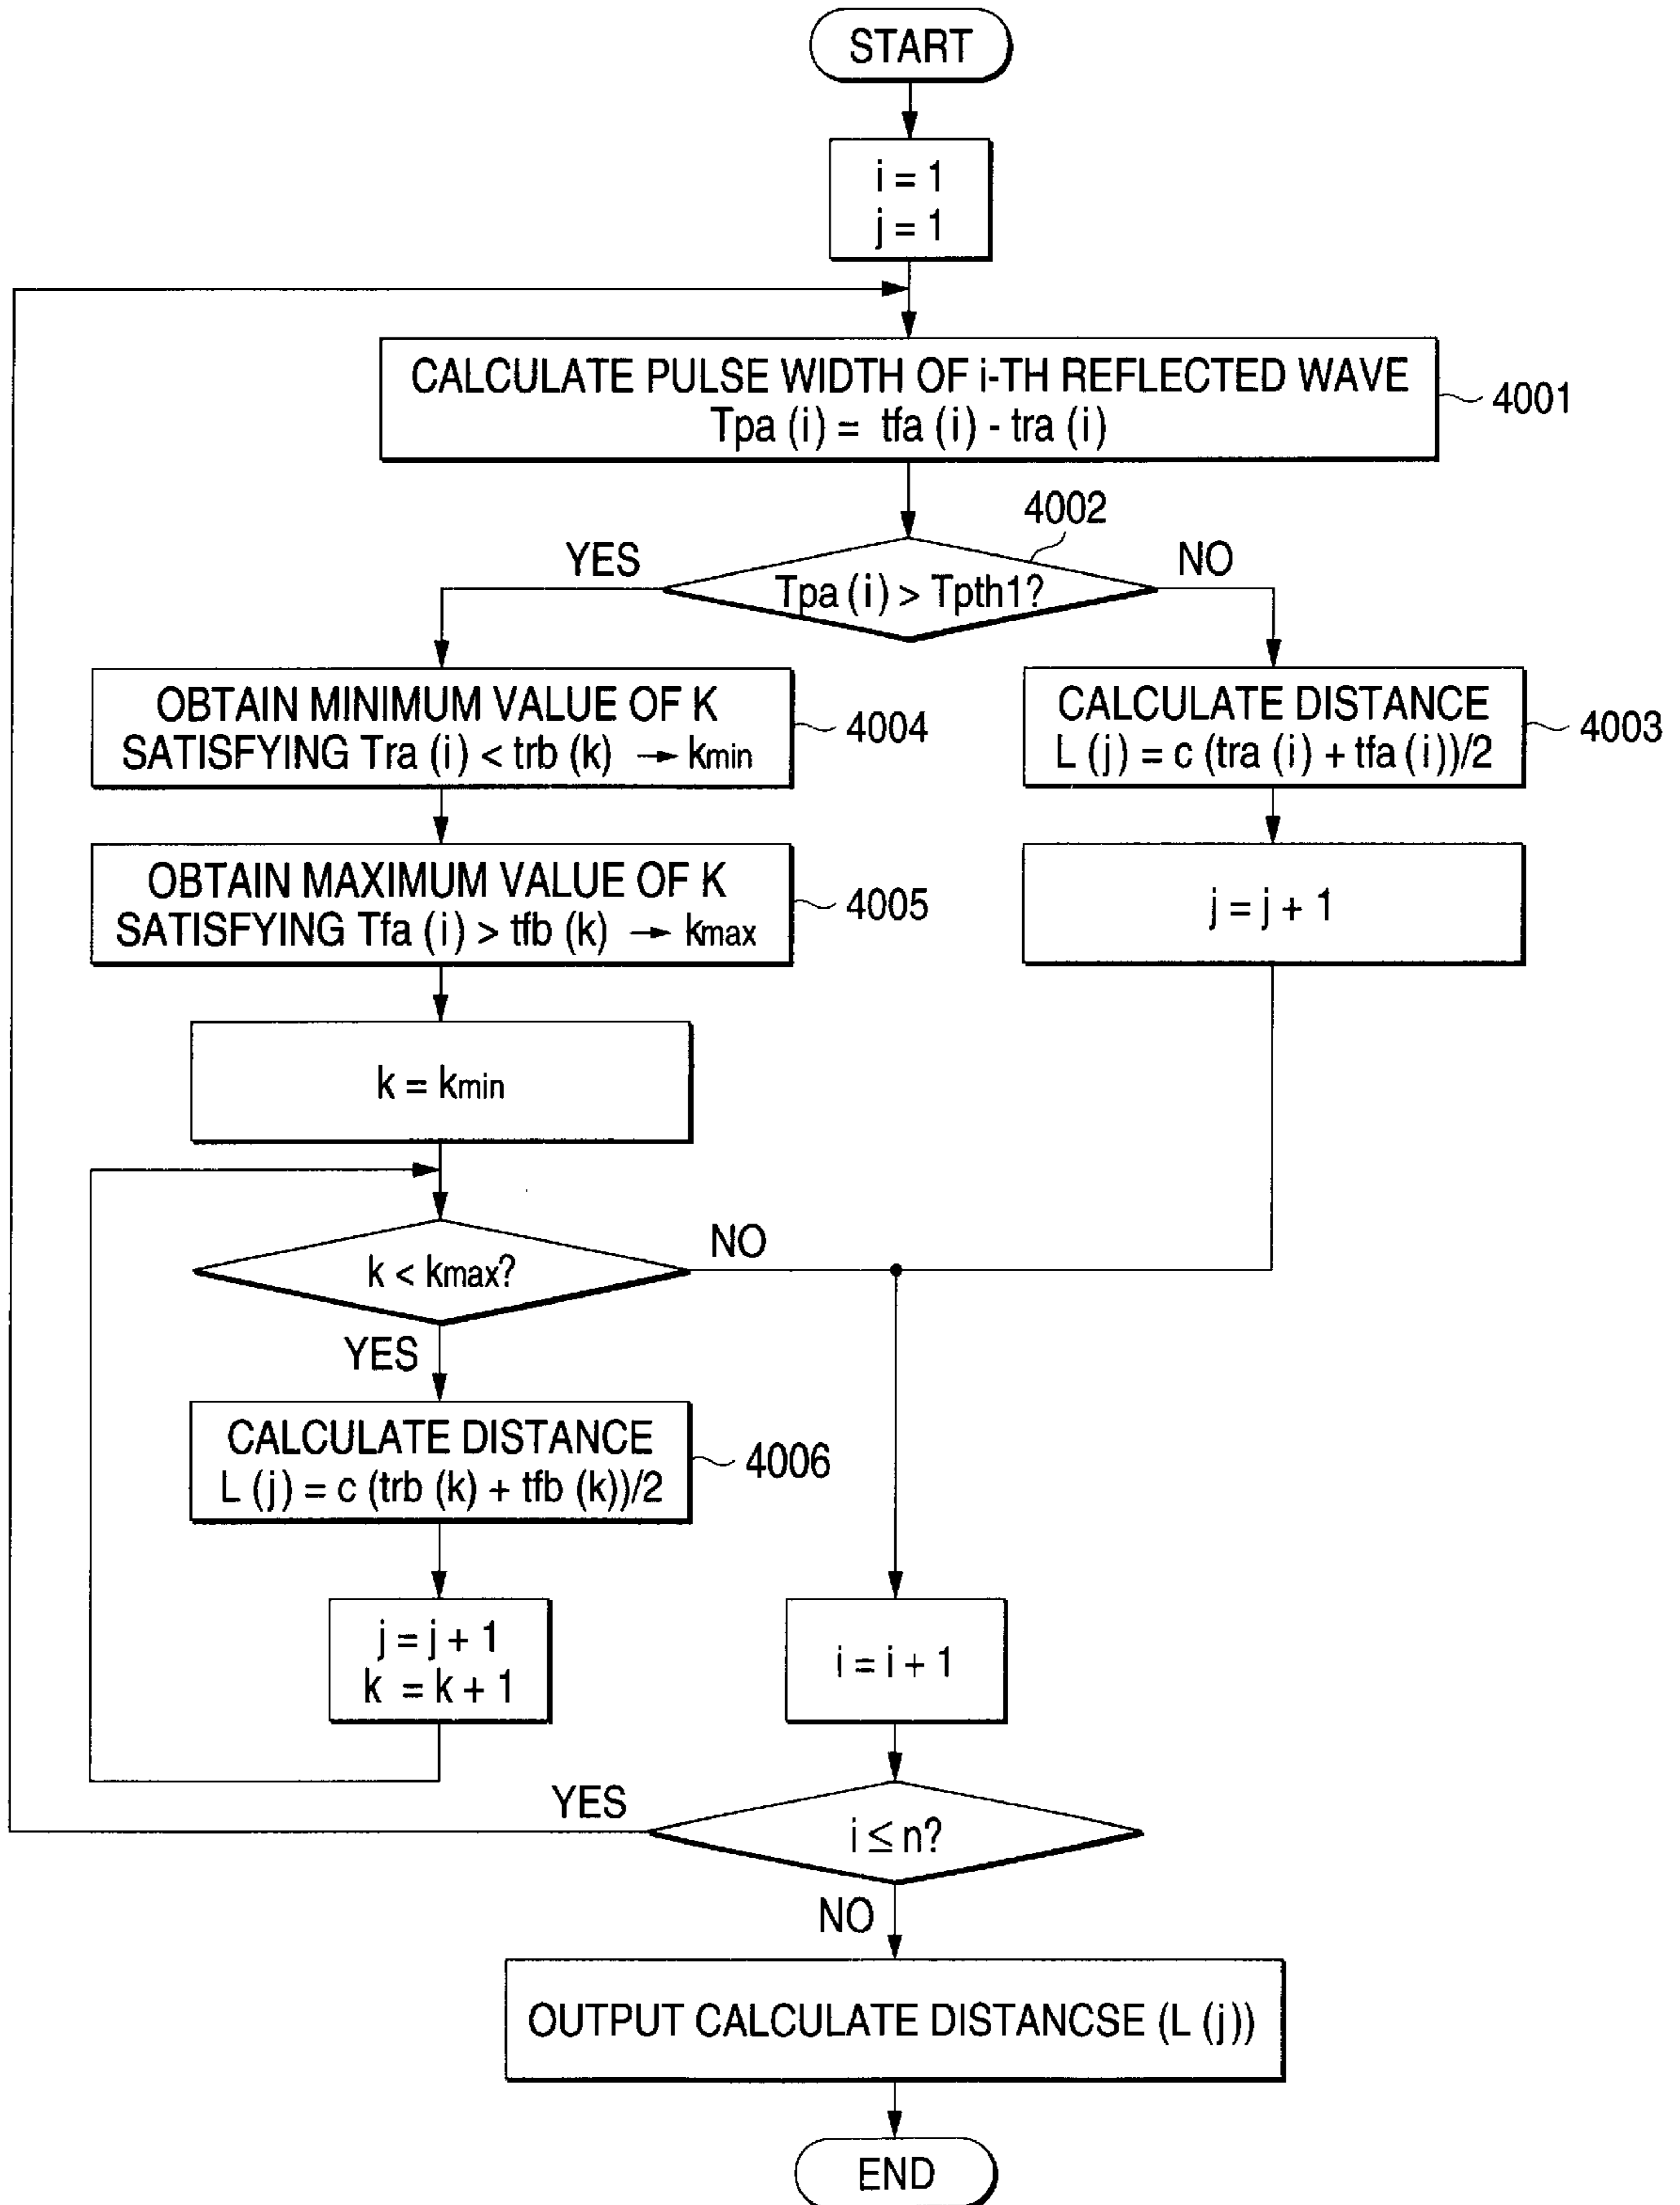 START
i = 1
j = 1
CALCULATE PULSE WIDTH OF i-TH REFLECTED WAVE
Tpa (i) = tfa (i) - tra (i)
4001
4002
YES
NO
Tpa (i) > Tpth1?
OBTAIN MINIMUM VALUE OF K
SATISFYING Tra (i) < trb (k) → kmin
4004
CALCULATE DISTANCE
L (j) = c (tra (i) + tfa (i))/2
4003
OBTAIN MAXIMUM VALUE OF K
SATISFYING Tfa (i) > tfb (k) → kmax
4005
j = j + 1
k = kmin
k < kmax?
NO
YES
CALCULATE DISTANCE
L (j) = c (trb (k) + tfb (k))/2
4006
j = j + 1
k = k + 1
i = i + 1
YES
i ≤ n?
NO
OUTPUT CALCULATE DISTANCSE (L (j))
END